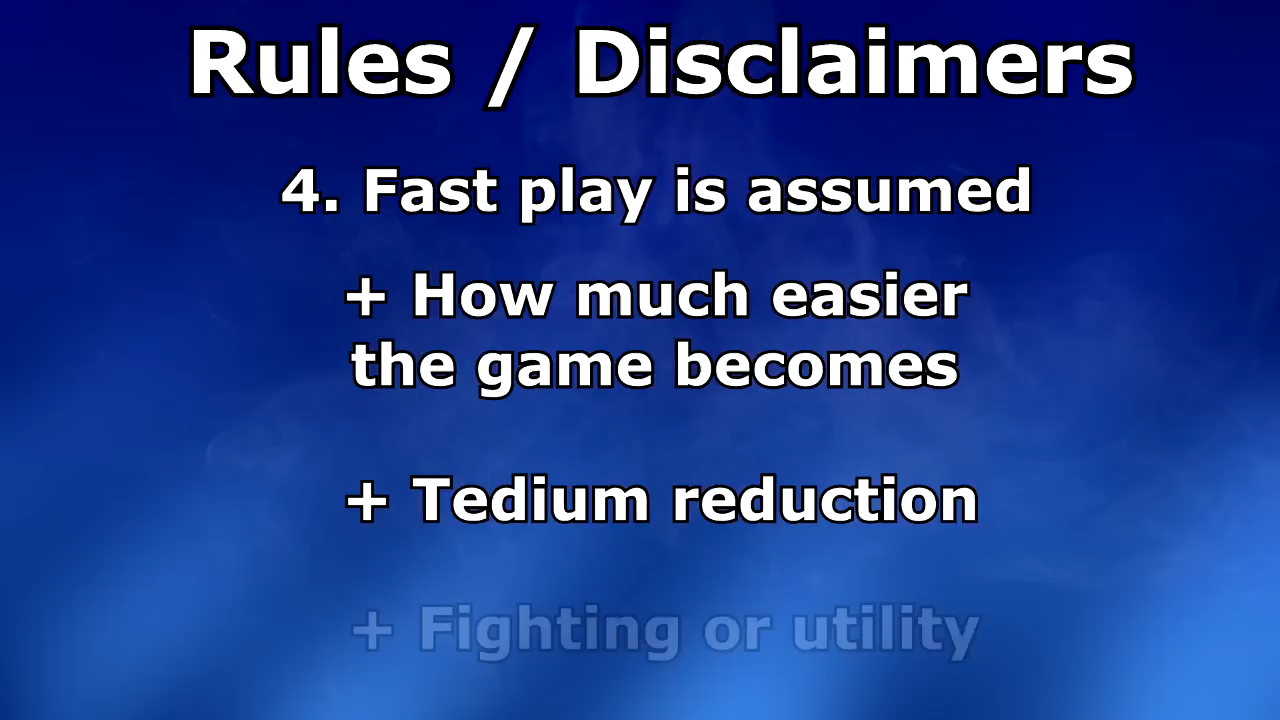 Rules / Disclaimers
4. Fast play is assumed
+ How much easier
the game becomes
+ Tedium reduction
+ Fighting or utility